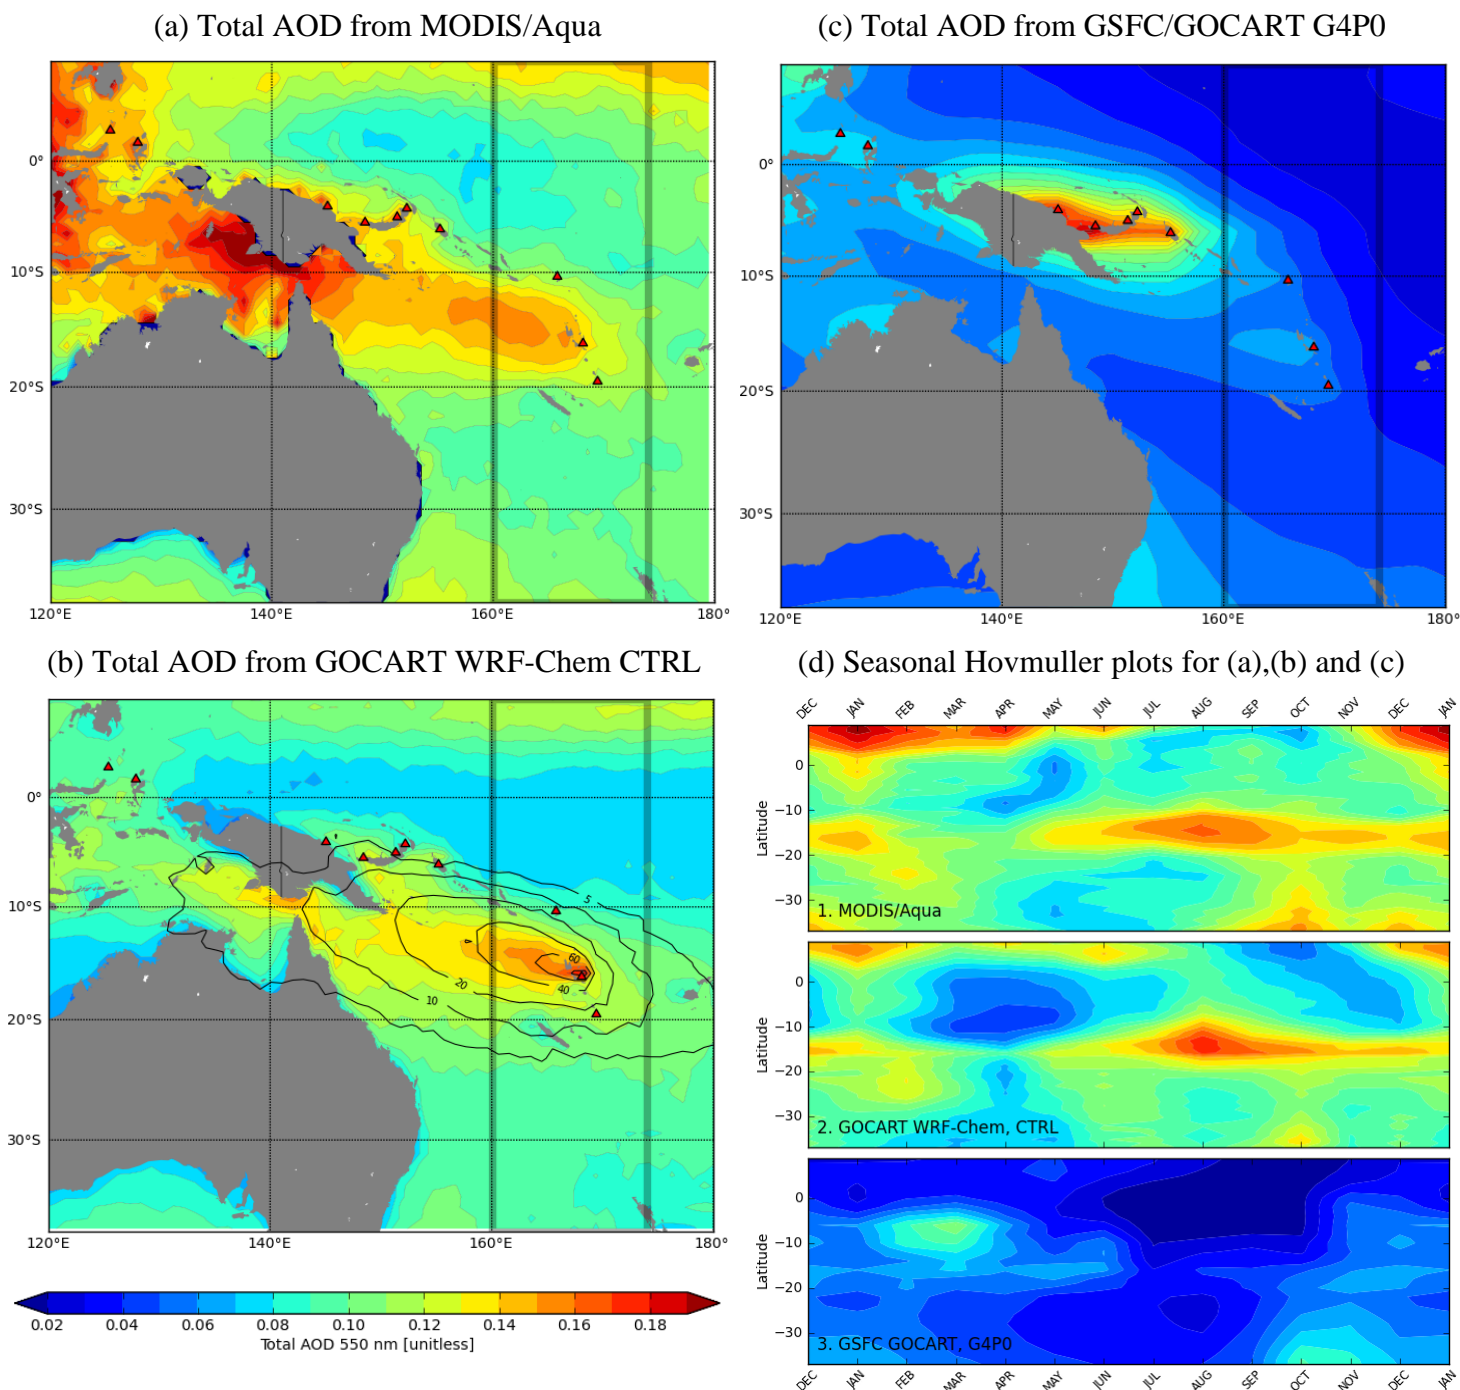 (a) Total AOD from MODIS/Aqua
0°
10°S
20°S
30°S
120°E 140°E 160°E 180°
(c) Total AOD from GSFC/GOCART G4P0
0°
10°S
20°S
30°S
120°E 140°E 160°E 180°
(b) Total AOD from GOCART WRF-Chem CTRL
0°
10°S
20°S
30°S
5
60
40
20
10
120°E 140°E 160°E 180°
0.02 0.04 0.06 0.08 0.10 0.12 0.14 0.16 0.18
Total AOD 550 nm [unitless]
(d) Seasonal Hovmuller plots for (a),(b) and (c)
DEC JAN FEB MAR APR MAY JUN JUL AUG SEP OCT NOV DEC JAN
0
−10
−20
−30
Latitude
1. MODIS/Aqua
0
−10
−20
−30
Latitude
2. GOCART WRF-Chem, CTRL
0
−10
−20
−30
Latitude
3. GSFC GOCART, G4P0
DEC JAN FEB MAR APR MAY JUN JUL AUG SEP OCT NOV DEC JAN